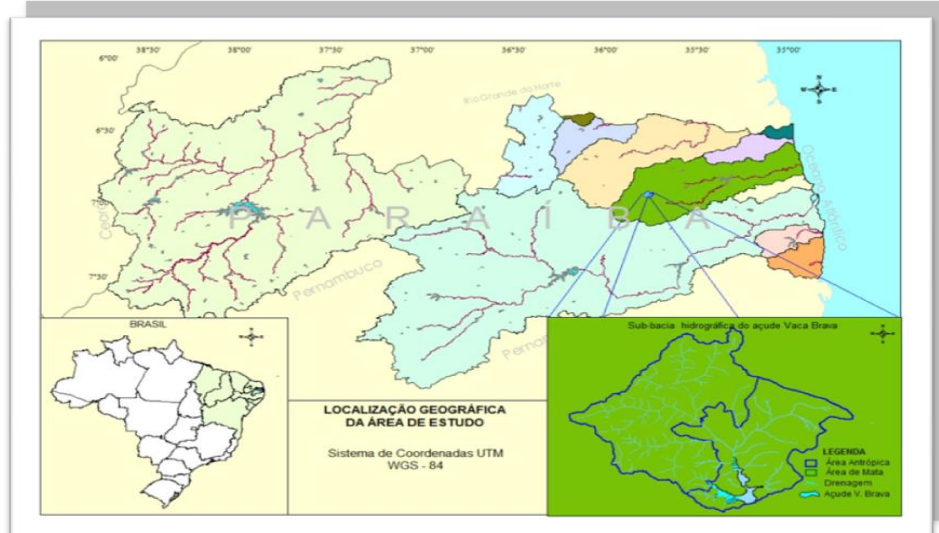 38°30' 38°00' 37°30' 37°00' 36°30' 36°00' 35°30' 35°00'
6°00'
6°30'
7°30'
Rio Grande do Norte
Ceará
PARAÍBA
Oceano Atlântico
Pernambuco
BRASIL
LOCALIZAÇÃO GEOGRÁFICA
DA ÁREA DE ESTUDO
Sistema de Coordenadas UTM
WGS - 84
Sub-bacia hidrográfica do açude Vaca Brava
LEGENDA
Área Antrópica
Área de Mata
Drenagem
Açude V. Brava